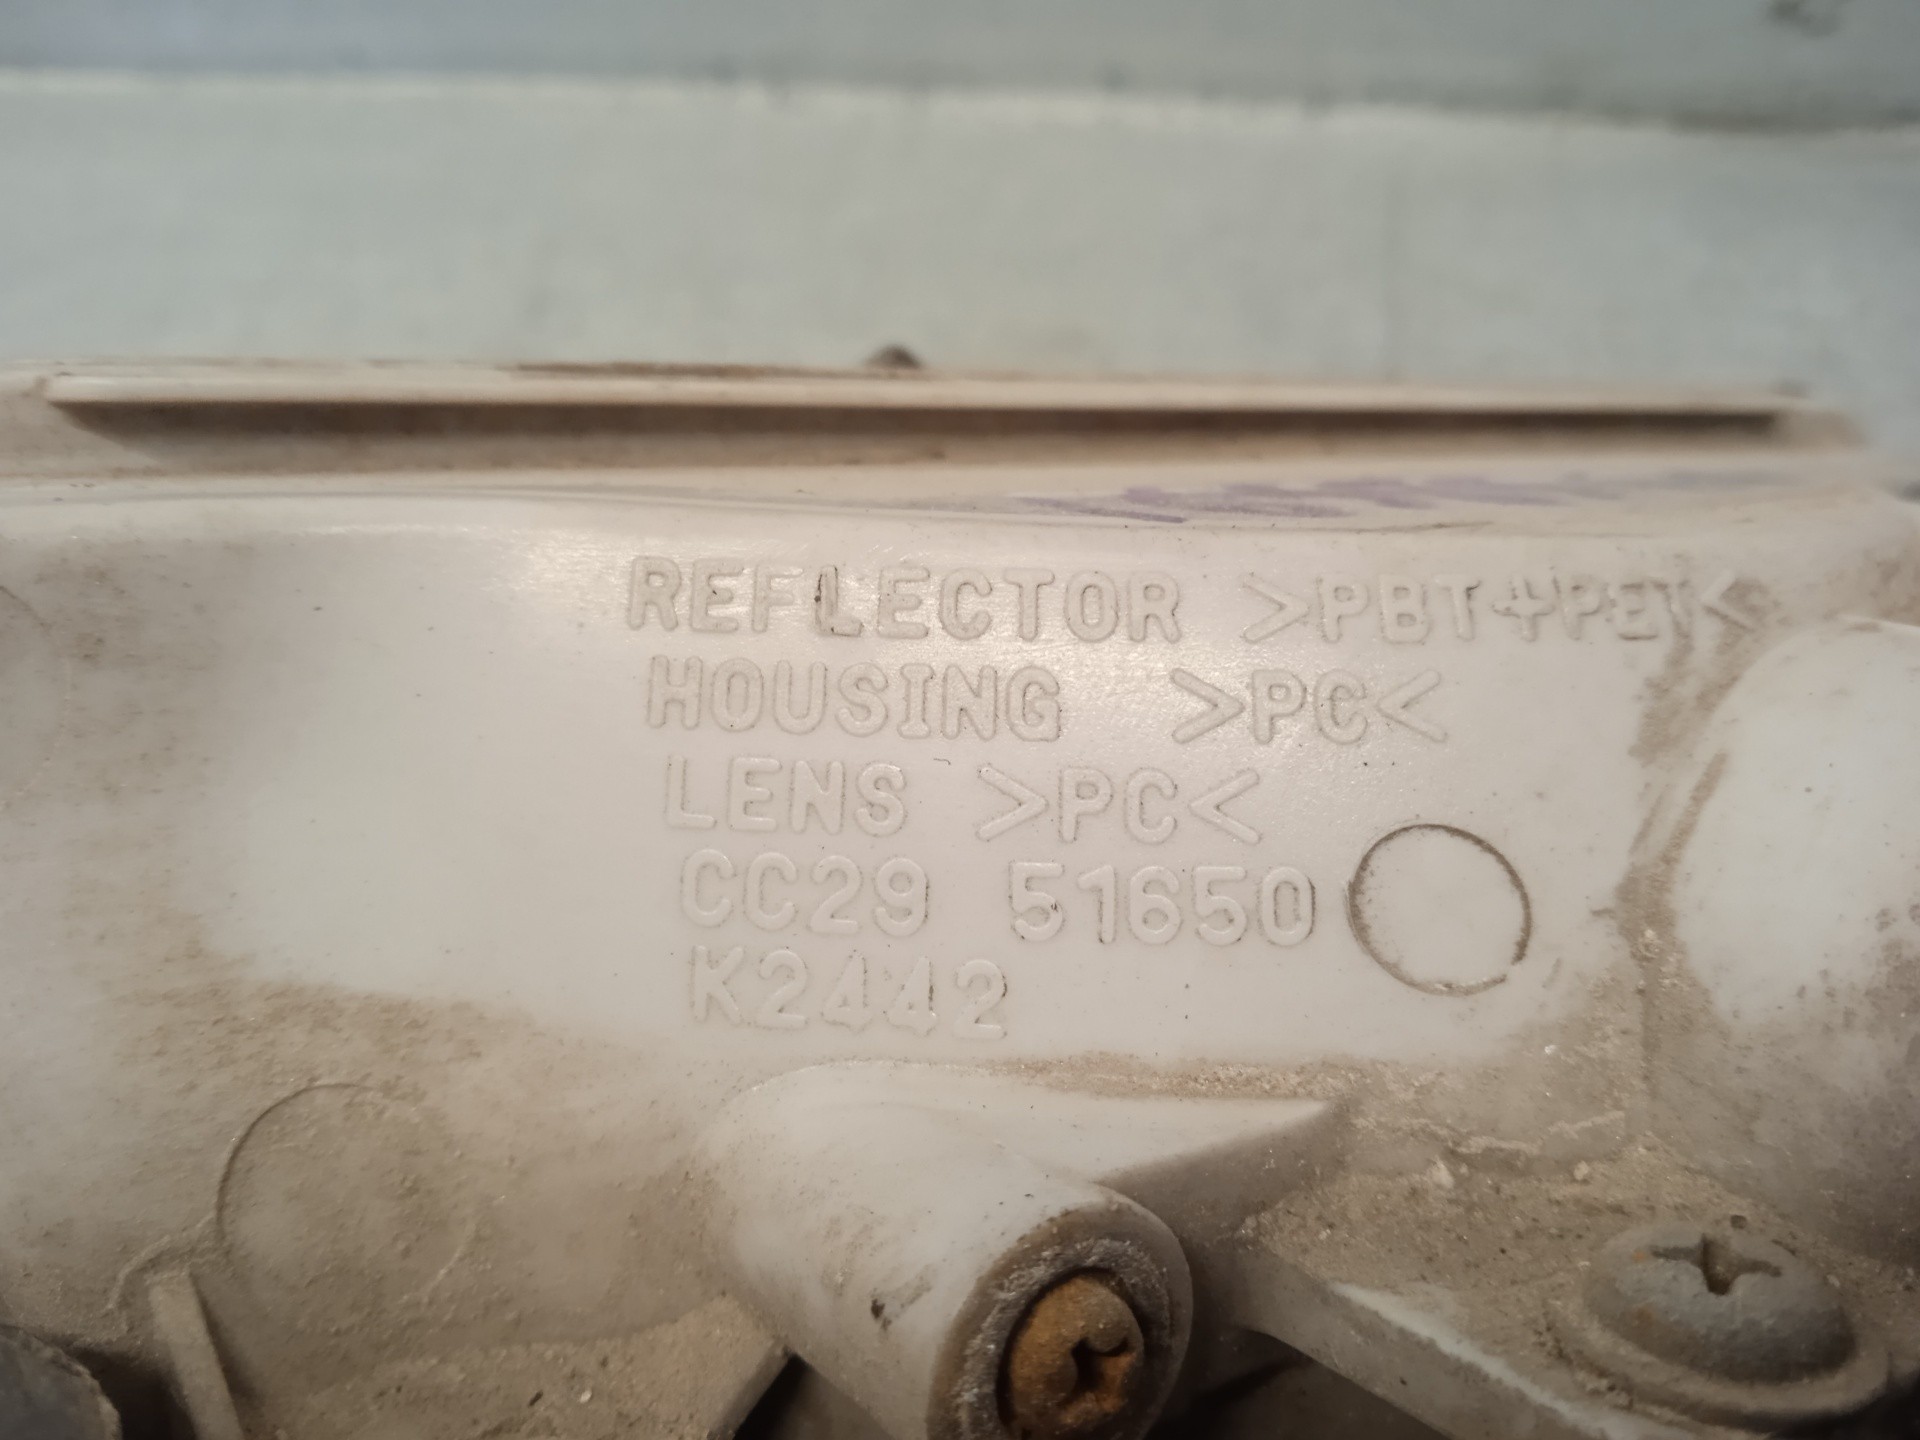 REFLECTOR >PBT+PET<
HOUSING >PC<
LENS >PC<
CC29 51650
K2442